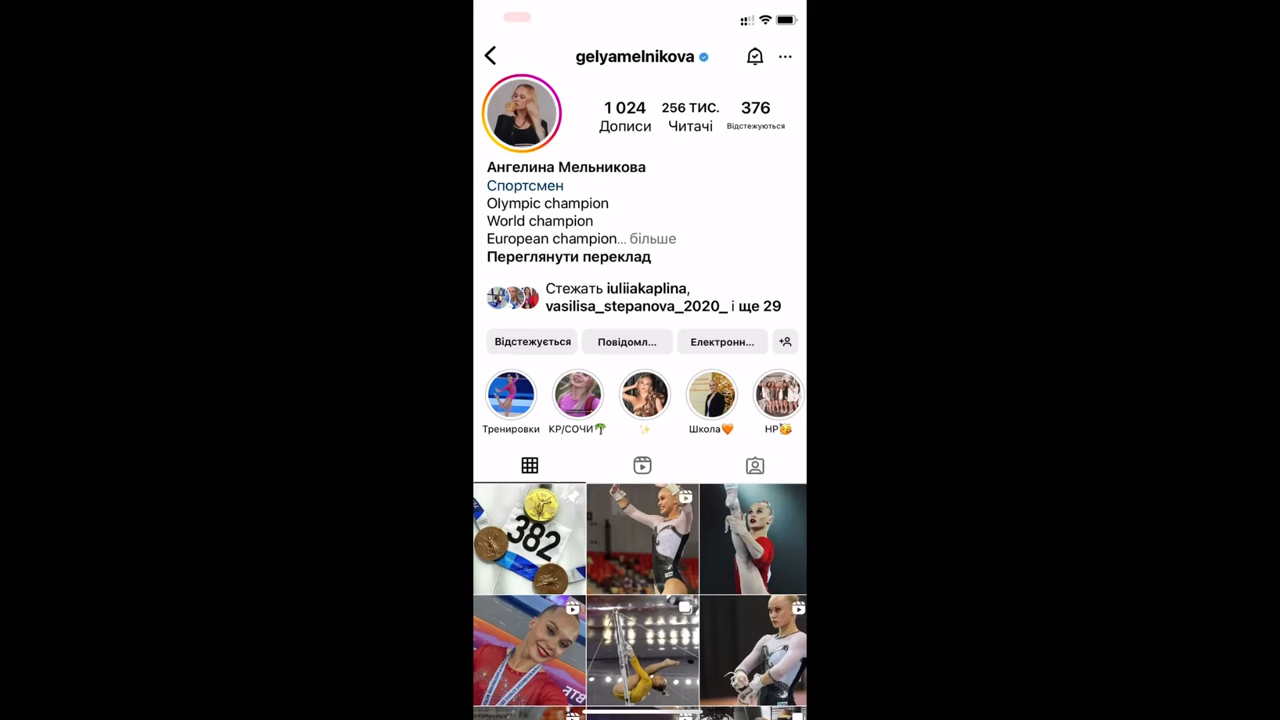 gelyamelnikova
1 024 256 ТИС. 376
Дописи Читачі Відстежуються
Ангелина Мельникова
Спортсмен
Olympic champion
World champion
European champion... більше
Переглянути переклад
Стежать iuliiakaplina,
vasilisa_stepanova_2020_ і ще 29
Відстежується Повідомл... Електронн...
Тренировки КР/СОЧИ🌴 ✨ Школа🧡 НР🥳
382